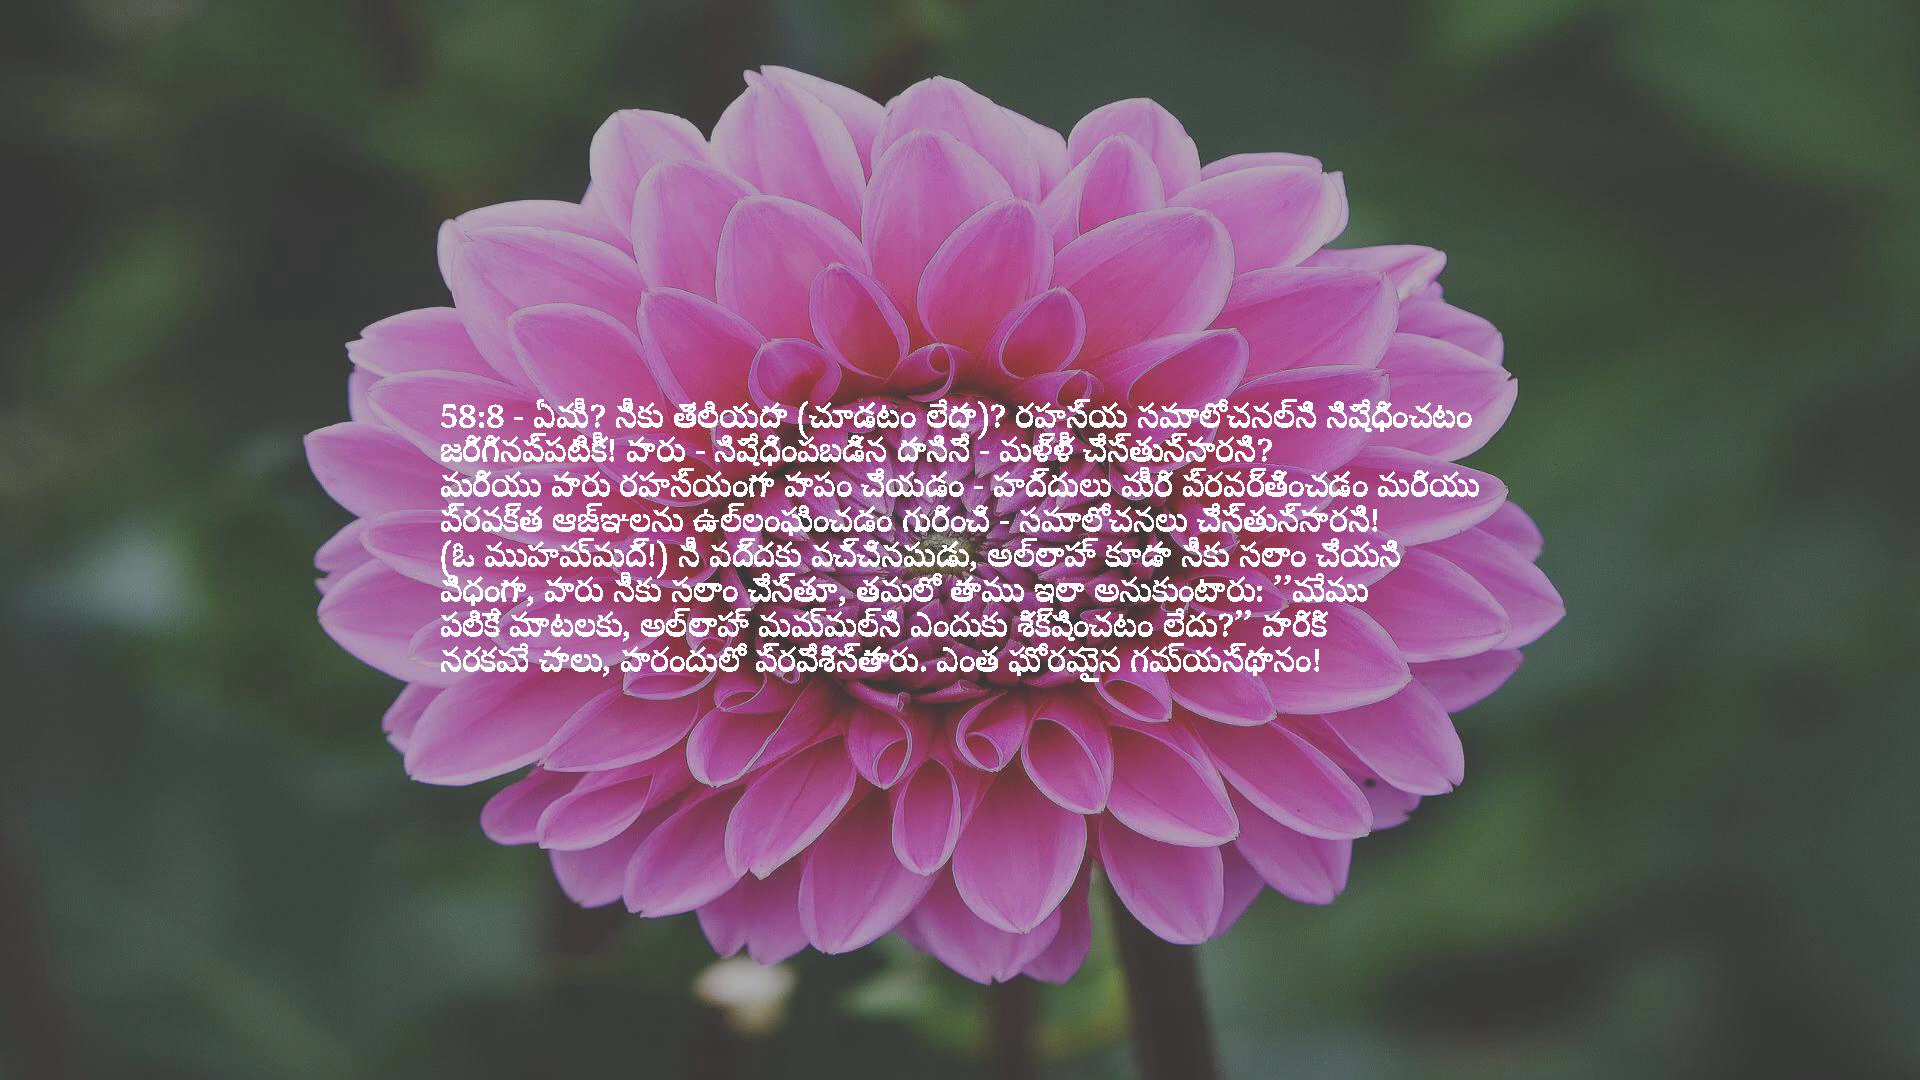 58:8 - ఏమీ? నీకు తెలియదా (చూడటం లేదా)? రహస్య సమాలోచనల్ని నిషేధించటం
జరిగినప్పటికీ! వారు - నిషేధింపబడిన దానినే - మళ్ళీ చేస్తున్నారని?
మరియు వారు రహస్యంగా పాపం చేయడం - హద్దులు మీరి ప్రవర్తించడం మరియు
ప్రవక్త ఆజ్ఞలను ఉల్లంఘించడం గురించి - సమాలోచనలు చేస్తున్నారని!
(ఓ ముహమ్మద్!) నీ వద్దకు వచ్చినపుడు, అల్లాహ్ కూడా నీకు సలాం చేయని
విధంగా, వారు నీకు సలాం చేస్తూ, తమలో తాము ఇలా అనుకుంటారు: ’’మేము
పలికే మాటలకు, అల్లాహ్ మమ్మల్ని ఎందుకు శిక్షించటం లేదు?’’ వారికి
నరకమే చాలు, వారందులో ప్రవేశిస్తారు. ఎంత ఘోరమైన గమ్యస్థానం!